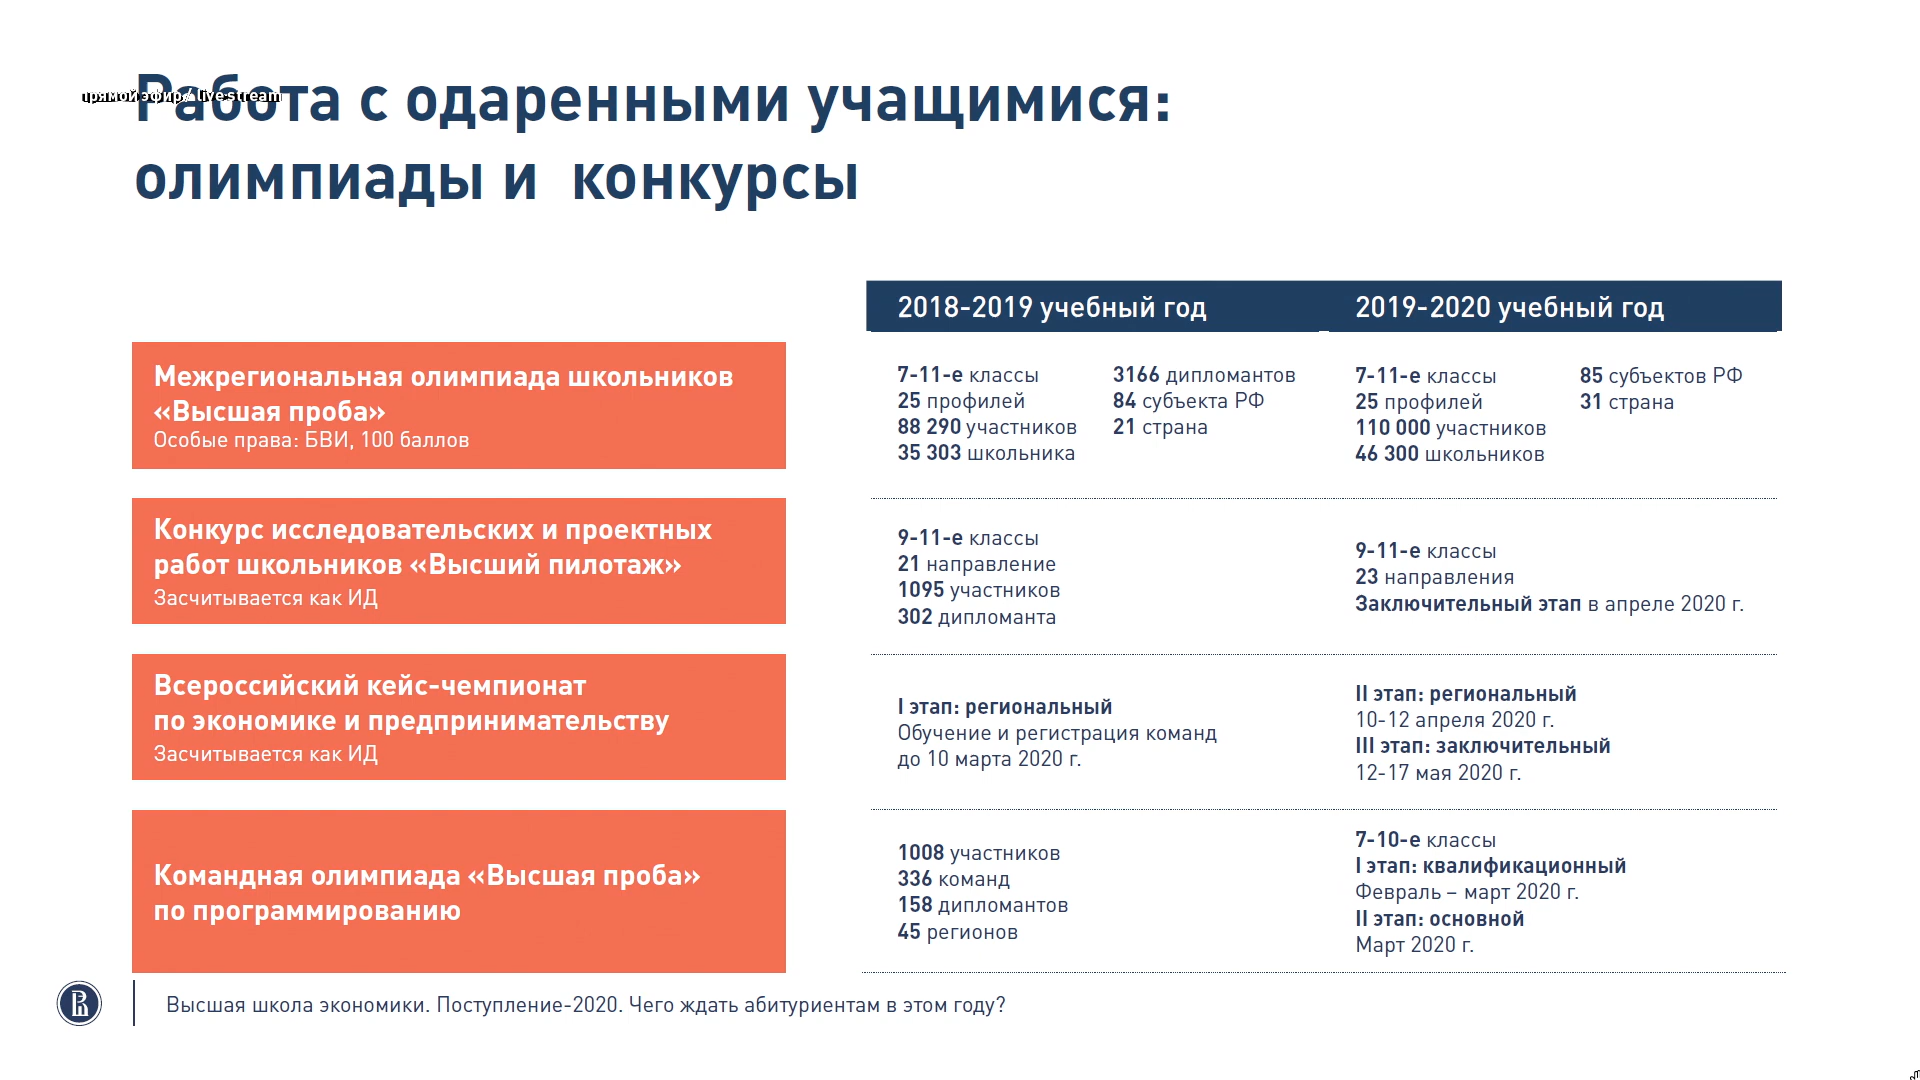 Работа с одаренными учащимися:
прямой эфир / live stream
олимпиады и конкурсы
2018-2019 учебный год
2019-2020 учебный год
Межрегиональная олимпиада школьников
«Высшая проба»
Особые права: БВИ, 100 баллов
7-11-е классы
25 профилей
88 290 участников
35 303 школьника
3166 дипломантов
84 субъекта РФ
21 страна
7-11-е классы
25 профилей
110 000 участников
46 300 школьников
85 субъектов РФ
31 страна
Конкурс исследовательских и проектных
работ школьников «Высший пилотаж»
Засчитывается как ИД
9-11-е классы
21 направление
1095 участников
302 дипломанта
9-11-е классы
23 направления
Заключительный этап в апреле 2020 г.
Всероссийский кейс-чемпионат
по экономике и предпринимательству
Засчитывается как ИД
I этап: региональный
Обучение и регистрация команд
до 10 марта 2020 г.
II этап: региональный
10-12 апреля 2020 г.
III этап: заключительный
12-17 мая 2020 г.
Командная олимпиада «Высшая проба»
по программированию
1008 участников
336 команд
158 дипломантов
45 регионов
7-10-е классы
I этап: квалификационный
Февраль – март 2020 г.
II этап: основной
Март 2020 г.
Высшая школа экономики. Поступление-2020. Чего ждать абитуриентам в этом году?